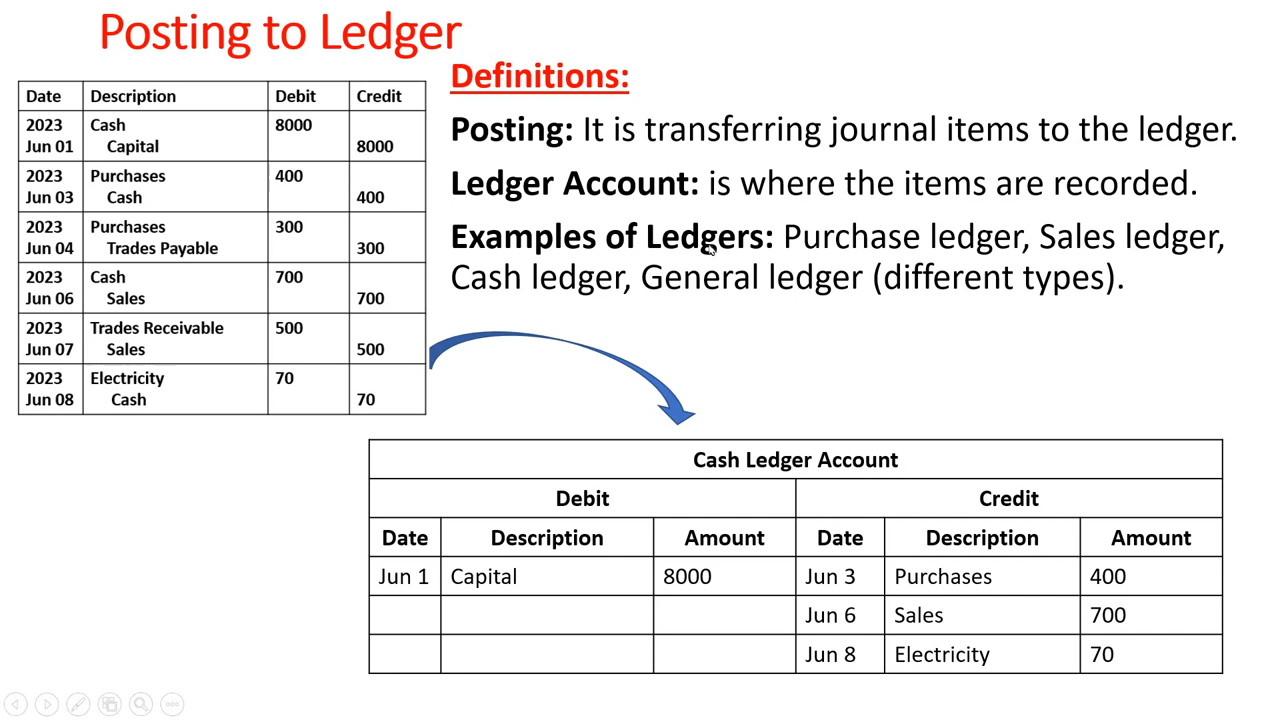 Posting to Ledger
Date Description Debit Credit
2023 Cash 8000
Jun 01 Capital 8000
2023 Purchases 400
Jun 03 Cash 400
2023 Purchases 300
Jun 04 Trades Payable 300
2023 Cash 700
Jun 06 Sales 700
2023 Trades Receivable 500
Jun 07 Sales 500
2023 Electricity 70
Jun 08 Cash 70
Definitions:
Posting: It is transferring journal items to the ledger.
Ledger Account: is where the items are recorded.
Examples of Ledgers: Purchase ledger, Sales ledger,
Cash ledger, General ledger (different types).
Cash Ledger Account
Debit Credit
Date Description Amount Date Description Amount
Jun 1 Capital 8000 Jun 3 Purchases 400
Jun 6 Sales 700
Jun 8 Electricity 70